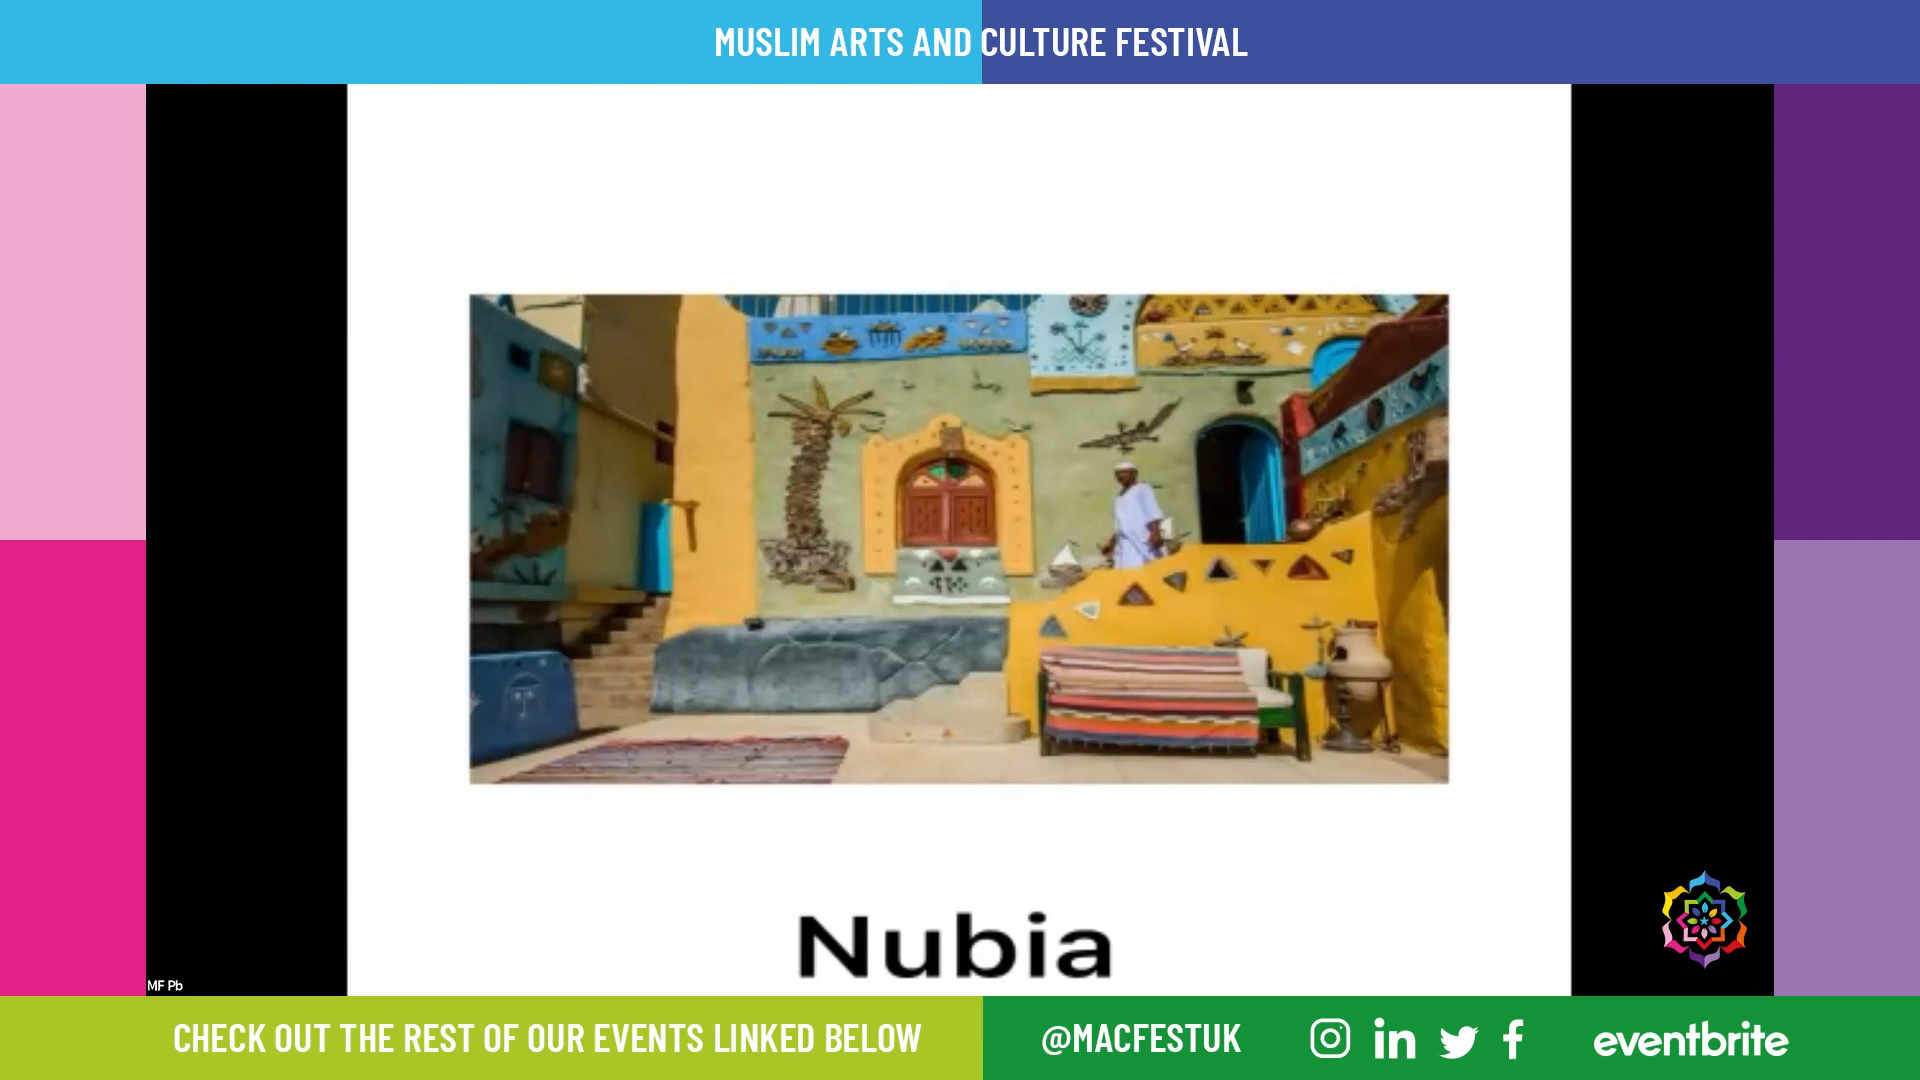 MUSLIM ARTS AND CULTURE FESTIVAL
Nubia
MF Pb
CHECK OUT THE REST OF OUR EVENTS LINKED BELOW
@MACFESTUK
eventbrite